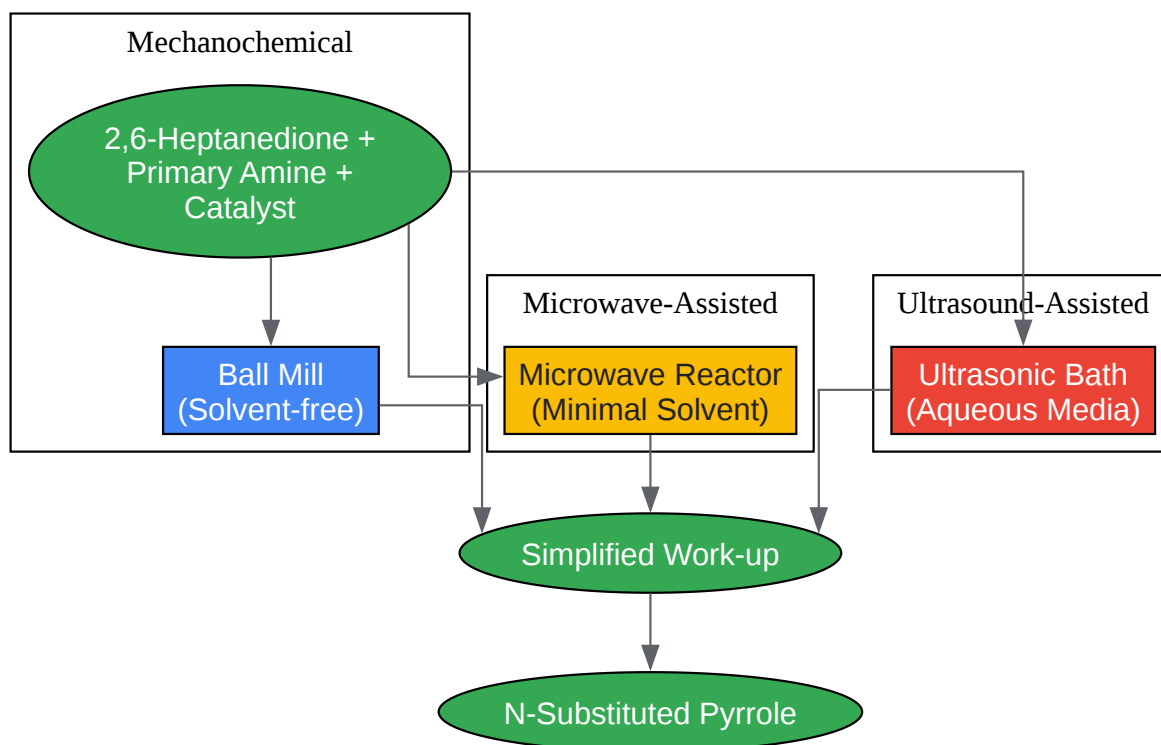 Mechanochemical
2,6-Heptanedione +
Primary Amine +
Catalyst
Microwave-Assisted
Ultrasound-Assisted
Ball Mill
(Solvent-free)
Microwave Reactor
(Minimal Solvent)
Ultrasonic Bath
(Aqueous Media)
Simplified Work-up
N-Substituted Pyrrole